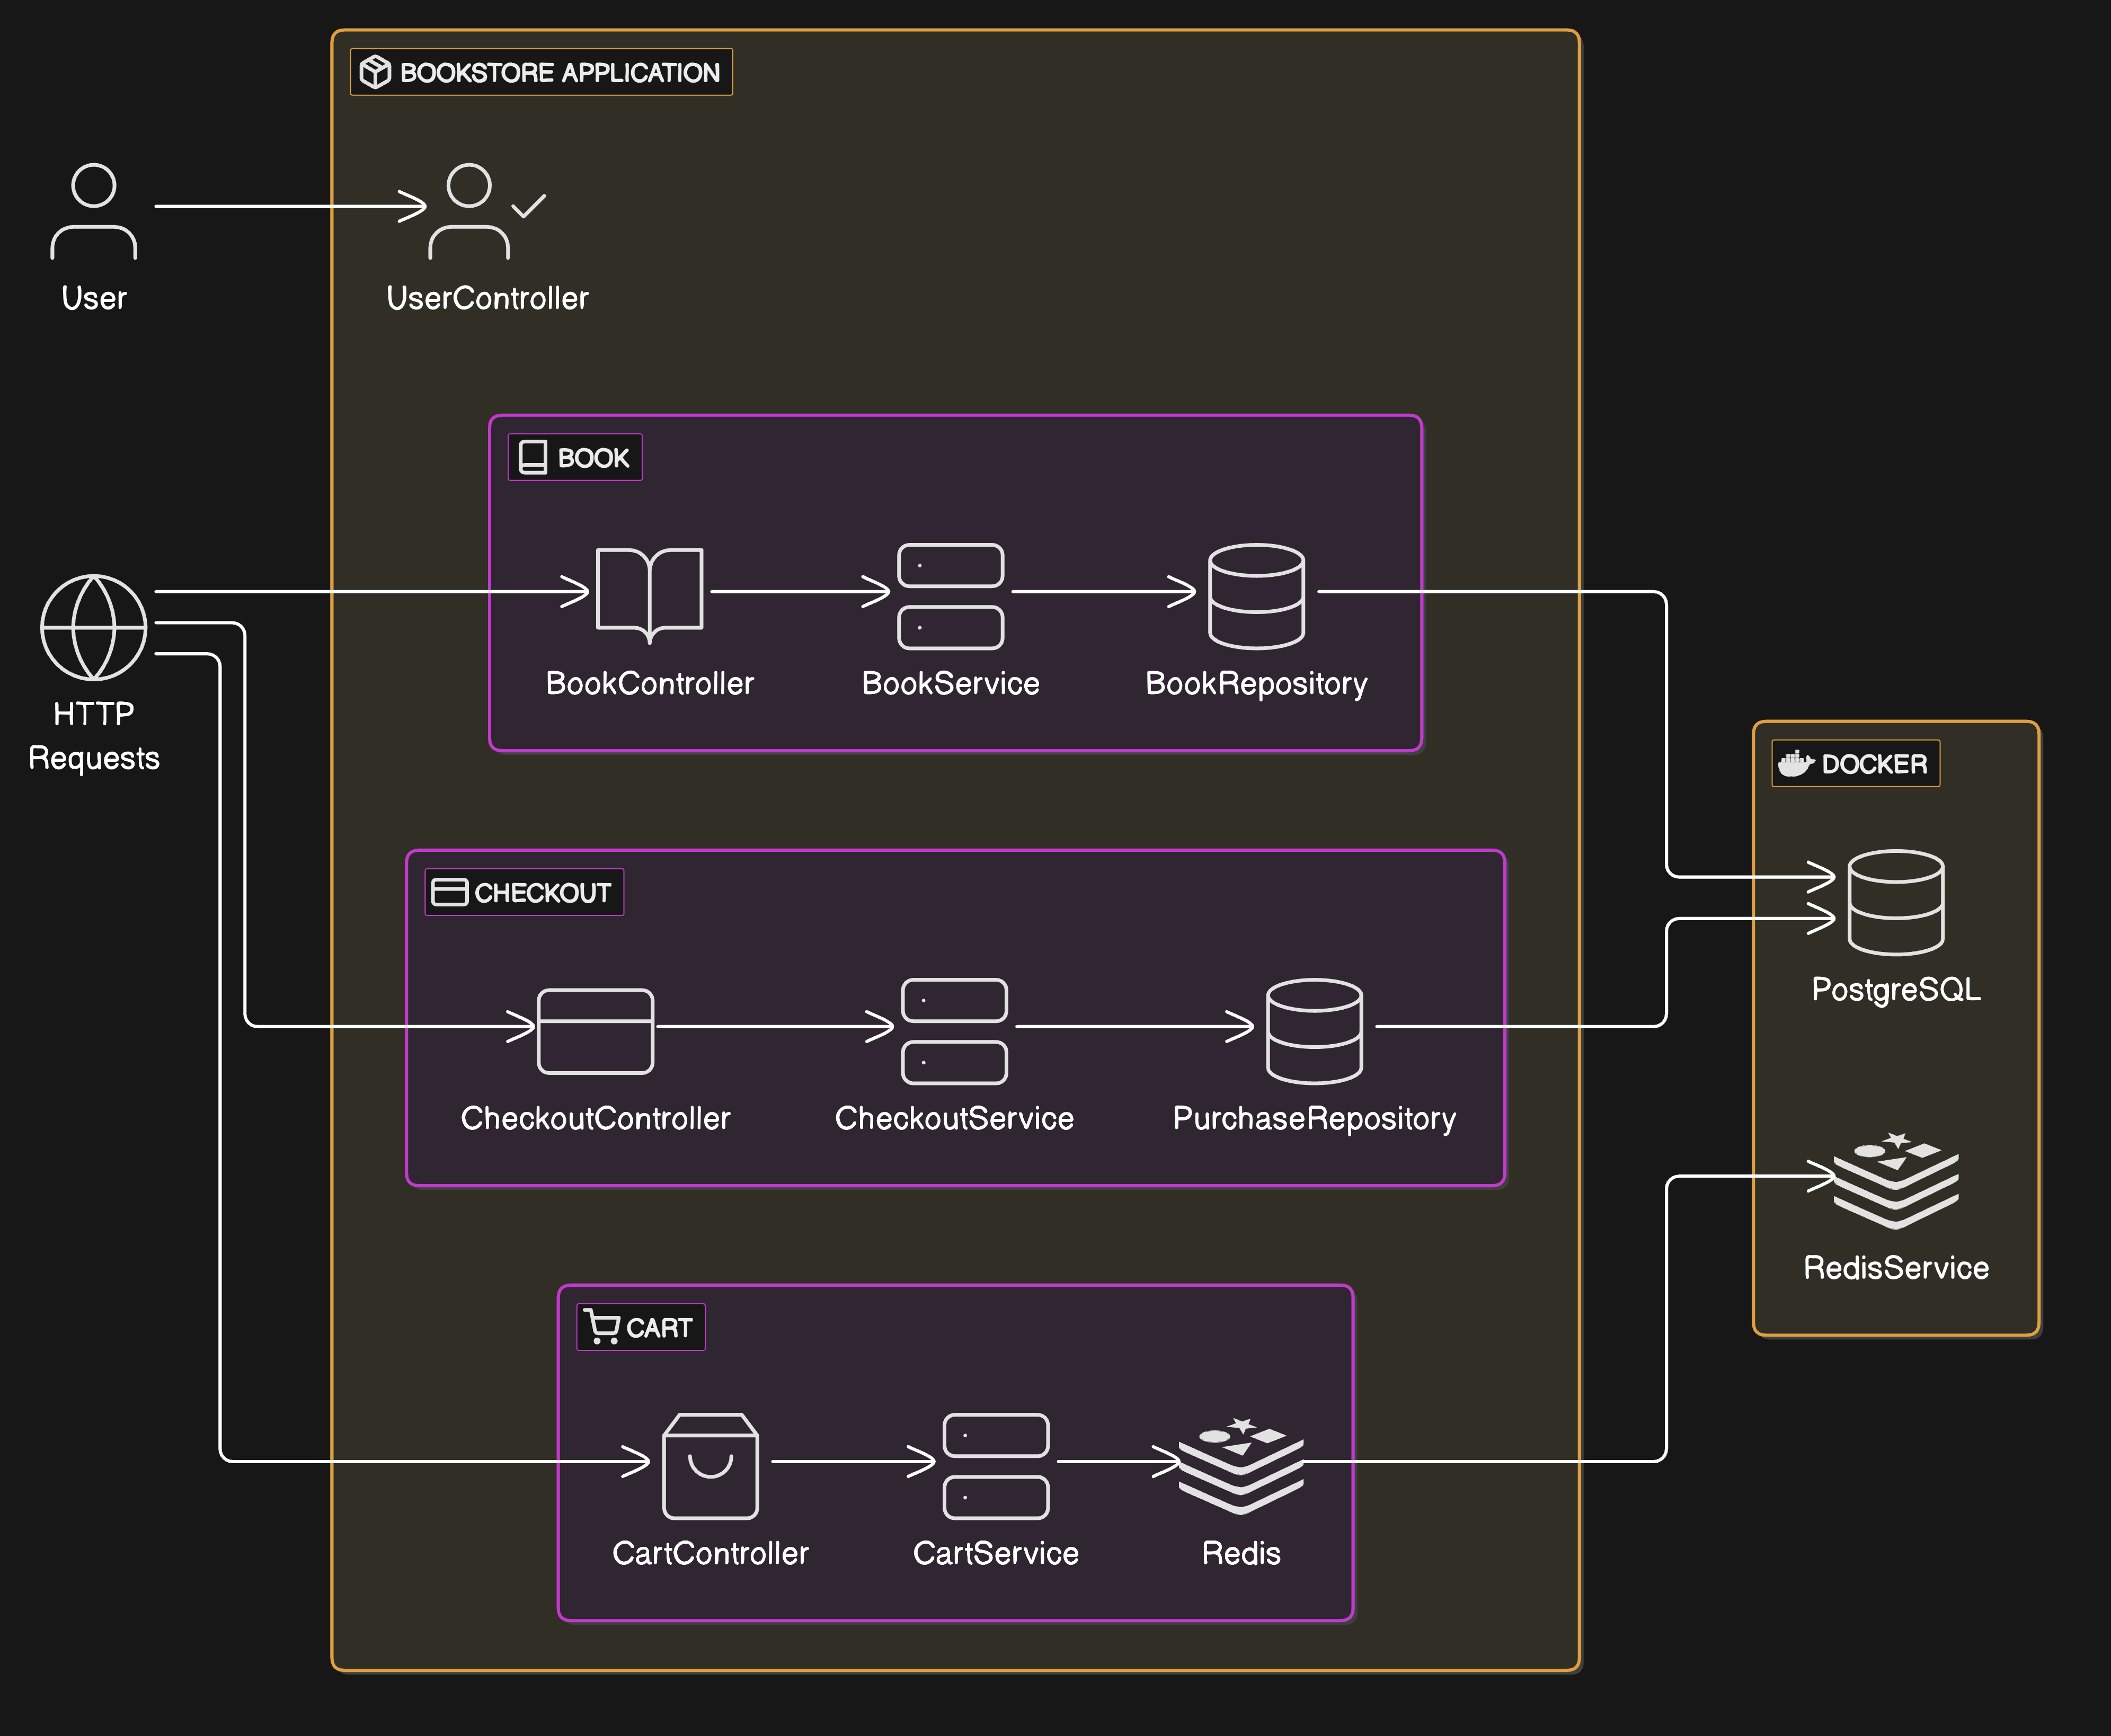 BOOKSTORE APPLICATION
User
UserController
BOOK
BookController
BookService
BookRepository
HTTP
Requests
DOCKER
CHECKOUT
PostgreSQL
CheckoutController
CheckoutService
PurchaseRepository
RedisService
CART
CartController
CartService
Redis